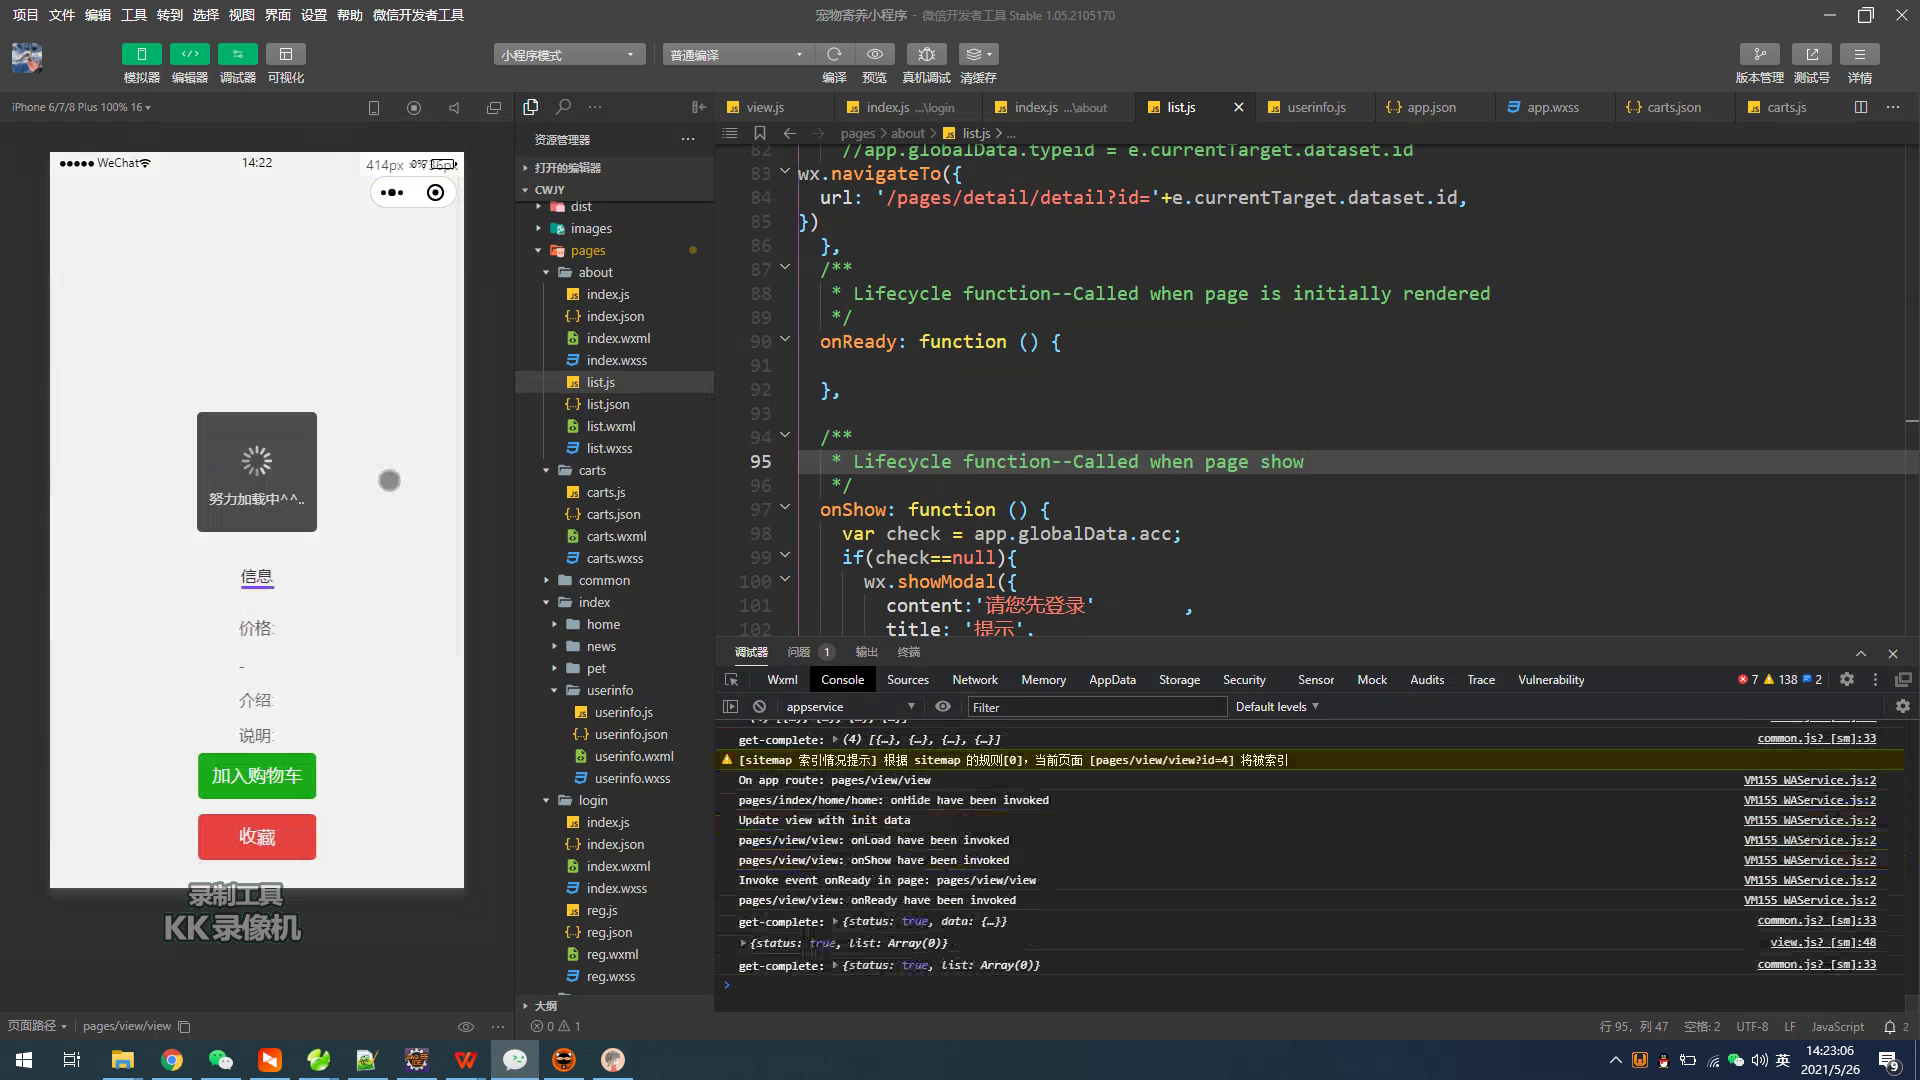 项目 文件 编辑 工具 转到 选择 视图 界面 设置 帮助 微信开发者工具
宠物寄养小程序 - 微信开发者工具 Stable 1.05.2105170
模拟器 编辑器 调试器 可视化
小程序模式 普通编译
编译 预览 真机调试 清缓存
版本管理 测试号 详情
iPhone 6/7/8 Plus 100% 16
WeChat 14:22
414px
努力加载中^^..
信息
价格:
-
介绍:
说明:
加入购物车
收藏
录制工具
KK录像机
页面路径 pages/view/view
资源管理器
打开的编辑器
CWJY
dist
images
pages
about
index.js
index.json
index.wxml
index.wxss
list.js
list.json
list.wxml
list.wxss
carts
carts.js
carts.json
carts.wxml
carts.wxss
common
index
home
news
pet
userinfo
userinfo.js
userinfo.json
userinfo.wxml
userinfo.wxss
login
index.js
index.json
index.wxml
index.wxss
reg.js
reg.json
reg.wxml
reg.wxss
大纲
0 1
view.js index.js ...\login index.js ...\about list.js userinfo.js app.json app.wxss carts.json carts.js
pages > about > list.js > ...
82 //app.globalData.typeid = e.currentTarget.dataset.id
83 wx.navigateTo({
84 url: '/pages/detail/detail?id='+e.currentTarget.dataset.id,
85 })
86 },
87 /**
88 * Lifecycle function--Called when page is initially rendered
89 */
90 onReady: function () {
91
92 },
93
94 /**
95 * Lifecycle function--Called when page show
96 */
97 onShow: function () {
98 var check = app.globalData.acc;
99 if(check==null){
100 wx.showModal({
101 content:'请您先登录' ,
102 title: '提示',
调试器 问题 1 输出 终端
Wxml Console Sources Network Memory AppData Storage Security Sensor Mock Audits Trace Vulnerability 7 138 2
appservice Filter Default levels
get-complete: (4) [{…}, {…}, {…}, {…}] common.js? [sm]:33
[sitemap 索引情况提示] 根据 sitemap 的规则[0]，当前页面 [pages/view/view?id=4] 将被索引
On app route: pages/view/view VM155 WAService.js:2
pages/index/home/home: onHide have been invoked VM155 WAService.js:2
Update view with init data VM155 WAService.js:2
pages/view/view: onLoad have been invoked VM155 WAService.js:2
pages/view/view: onShow have been invoked VM155 WAService.js:2
Invoke event onReady in page: pages/view/view VM155 WAService.js:2
pages/view/view: onReady have been invoked VM155 WAService.js:2
get-complete: {status: true, data: {…}} common.js? [sm]:33
{status: true, list: Array(0)} view.js? [sm]:48
get-complete: {status: true, list: Array(0)} common.js? [sm]:33
行 95，列 47 空格: 2 UTF-8 LF JavaScript 2
英 14:23:06
2021/5/26
9